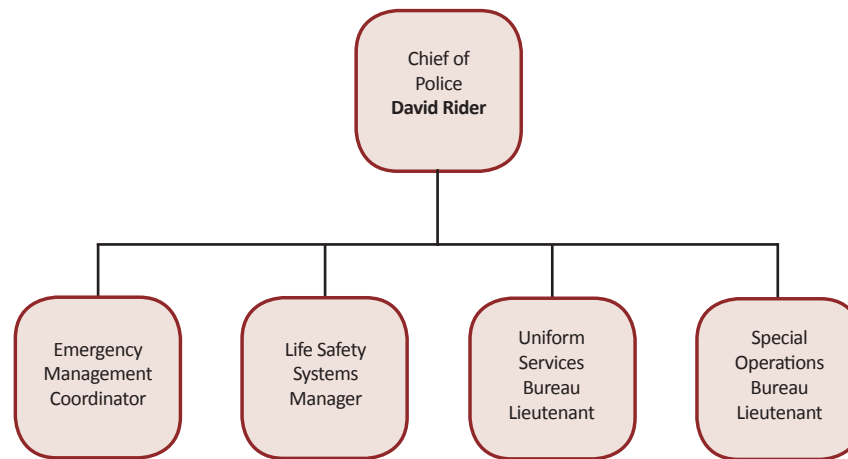 Chief of
Police
David Rider
Emergency
Management
Coordinator
Life Safety
Systems
Manager
Uniform
Services
Bureau
Lieutenant
Special
Operations
Bureau
Lieutenant